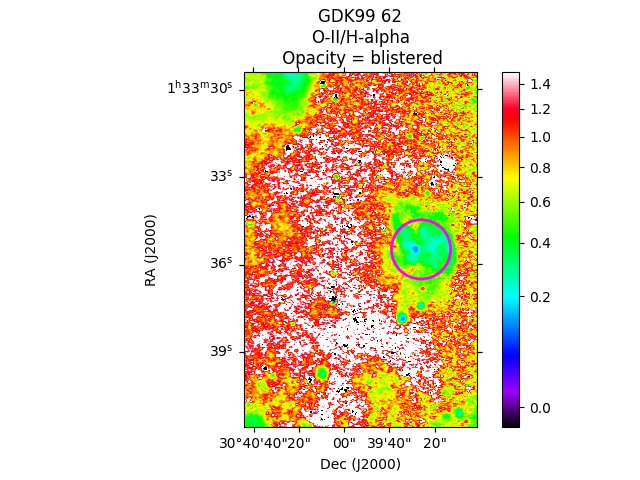 GDK99 62
O-II/H-alpha
Opacity = blistered
1h33m30s
33s
36s
39s
RA (J2000)
30°40'40"20" 00" 39'40" 20"
Dec (J2000)
1.4
1.2
1.0
0.8
0.6
0.4
0.2
0.0